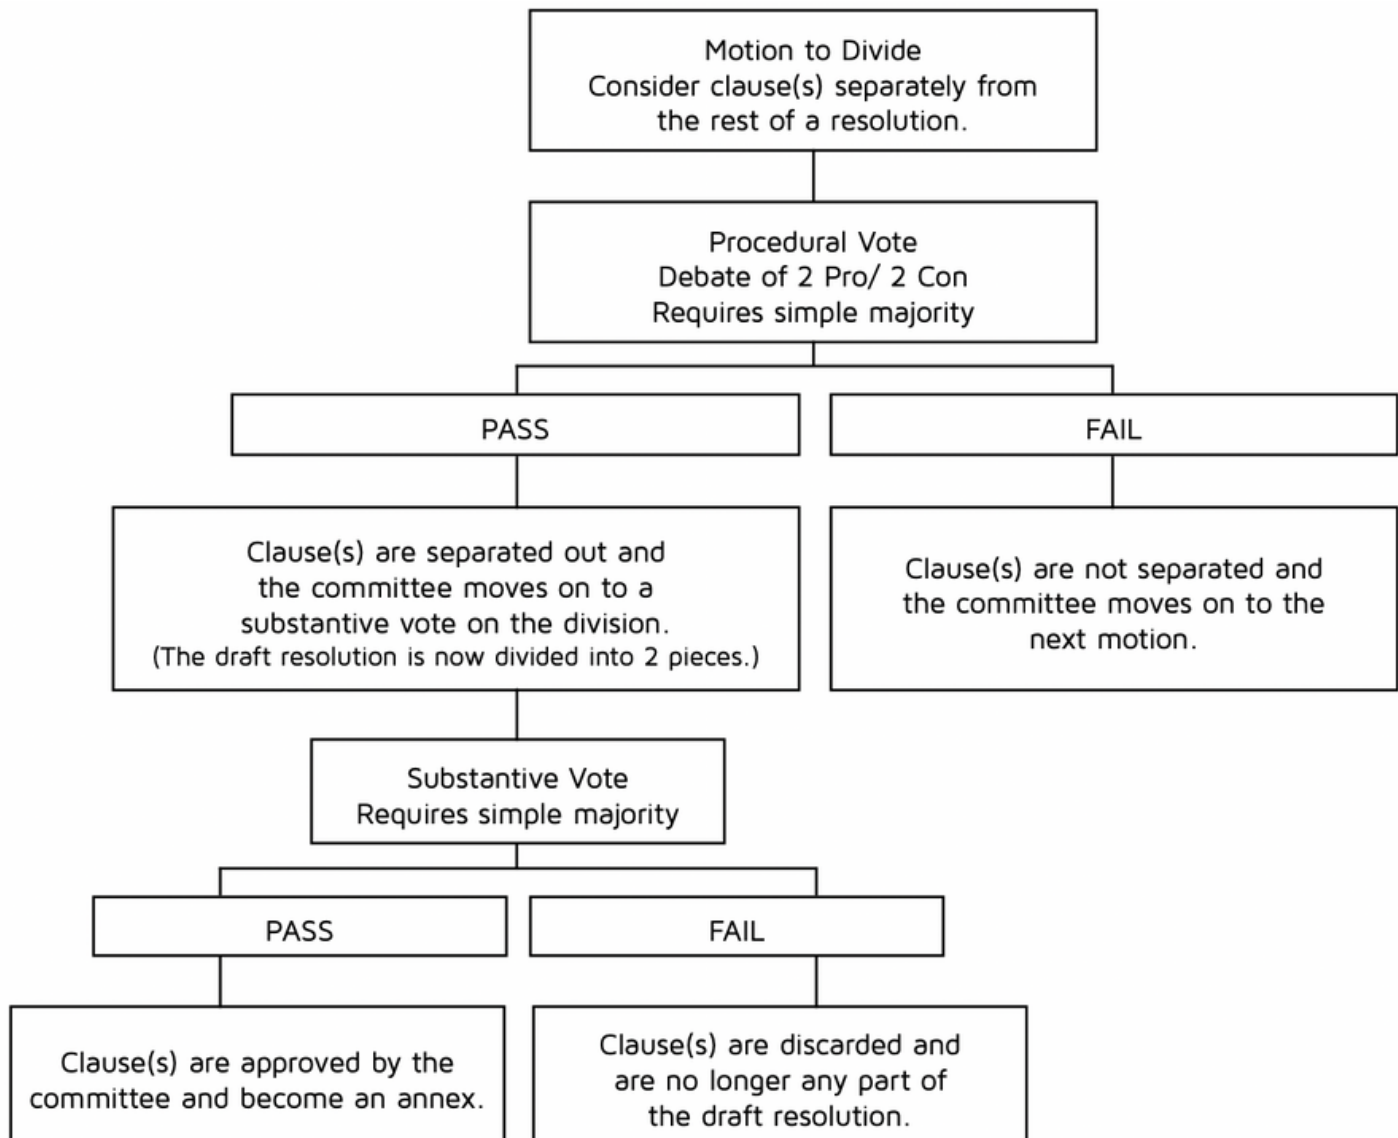 Motion to Divide
Consider clause(s) separately from
the rest of a resolution.
Procedural Vote
Debate of 2 Pro/ 2 Con
Requires simple majority
PASS
FAIL
Clause(s) are separated out and
the committee moves on to a
substantive vote on the division.
(The draft resolution is now divided into 2 pieces.)
Clause(s) are not separated and
the committee moves on to the
next motion.
Substantive Vote
Requires simple majority
PASS
FAIL
Clause(s) are approved by the
committee and become an annex.
Clause(s) are discarded and
are no longer any part of
the draft resolution.